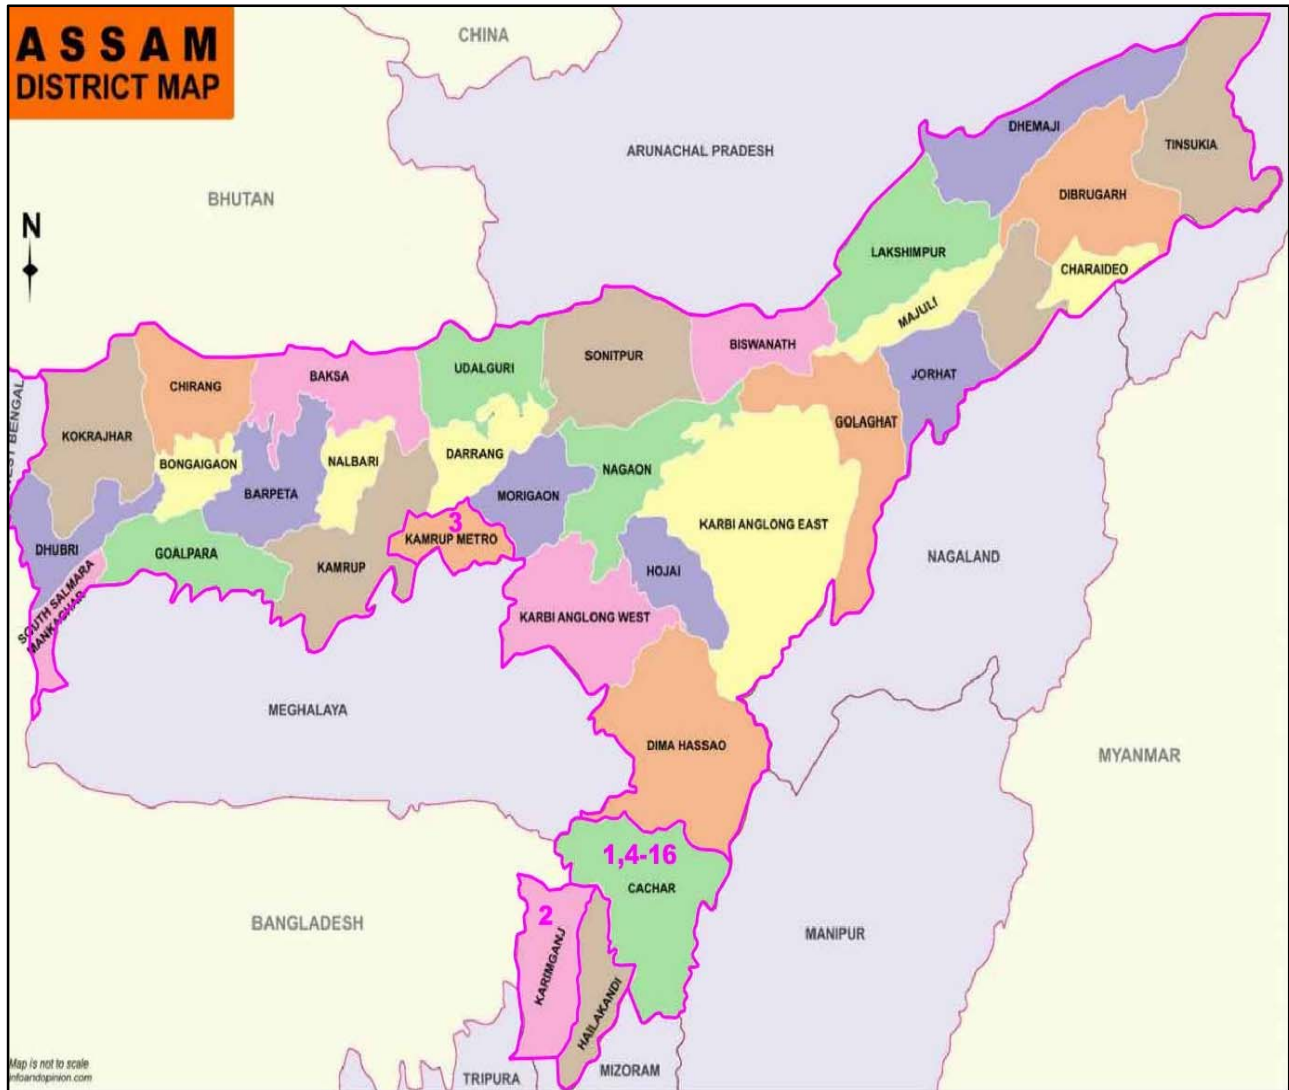 ASSAM
DISTRICT MAP
CHINA
ARUNACHAL PRADESH
BHUTAN
N
DHEMAJI
TINSUKIA
DIBRUGARH
LAKSHIMPUR
CHARAIDEO
MAJULI
BISWANATH
SONITPUR
UDALGURI
BAKSA
CHIRANG
JORHAT
KOKRAJHAR
GOLAGHAT
BONGAIGAON
NALBARI
DARRANG
NAGAON
BARPETA
MORIGAON
3
KAMRUP METRO
KARBI ANGLONG EAST
DHUBRI
GOALPARA
KAMRUP
HOJAI
NAGALAND
SOUTH SALMARA
MANKACHAR
KARBI ANGLONG WEST
MEGHALAYA
DIMA HASSAO
MYANMAR
1,4-16
CACHAR
2
BANGLADESH
MANIPUR
KARIMGANJ
HAILAKANDI
Map is not to scale
infoandopinion.com
TRIPURA
MIZORAM